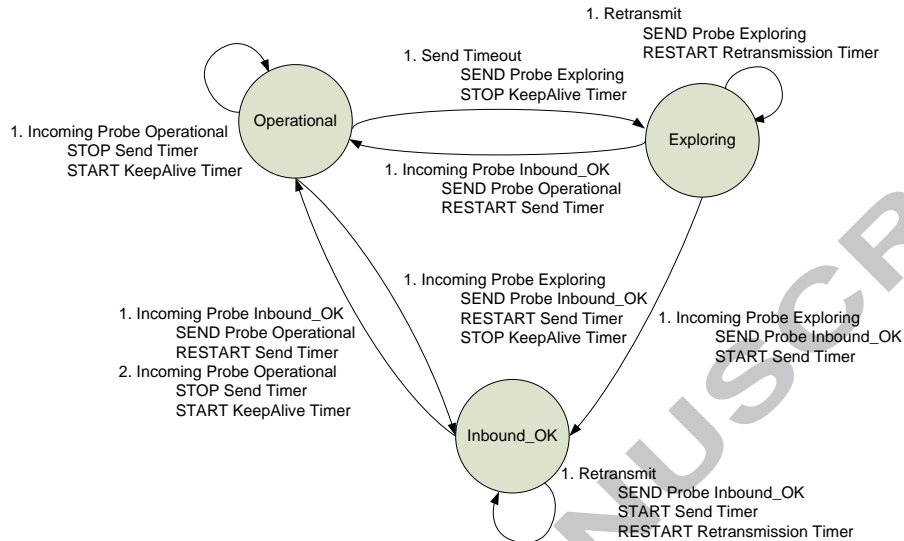 1. Retransmit
SEND Probe Exploring
RESTART Retransmission Timer
1. Send Timeout
SEND Probe Exploring
STOP KeepAlive Timer
Operational
Exploring
1. Incoming Probe Operational
STOP Send Timer
START KeepAlive Timer
1. Incoming Probe Inbound_OK
SEND Probe Operational
RESTART Send Timer
1. Incoming Probe Exploring
SEND Probe Inbound_OK
RESTART Send Timer
STOP KeepAlive Timer
1. Incoming Probe Inbound_OK
SEND Probe Operational
RESTART Send Timer
2. Incoming Probe Operational
STOP Send Timer
START KeepAlive Timer
1. Incoming Probe Exploring
SEND Probe Inbound_OK
START Send Timer
Inbound_OK
1. Retransmit
SEND Probe Inbound_OK
START Send Timer
RESTART Retransmission Timer
NUSCR